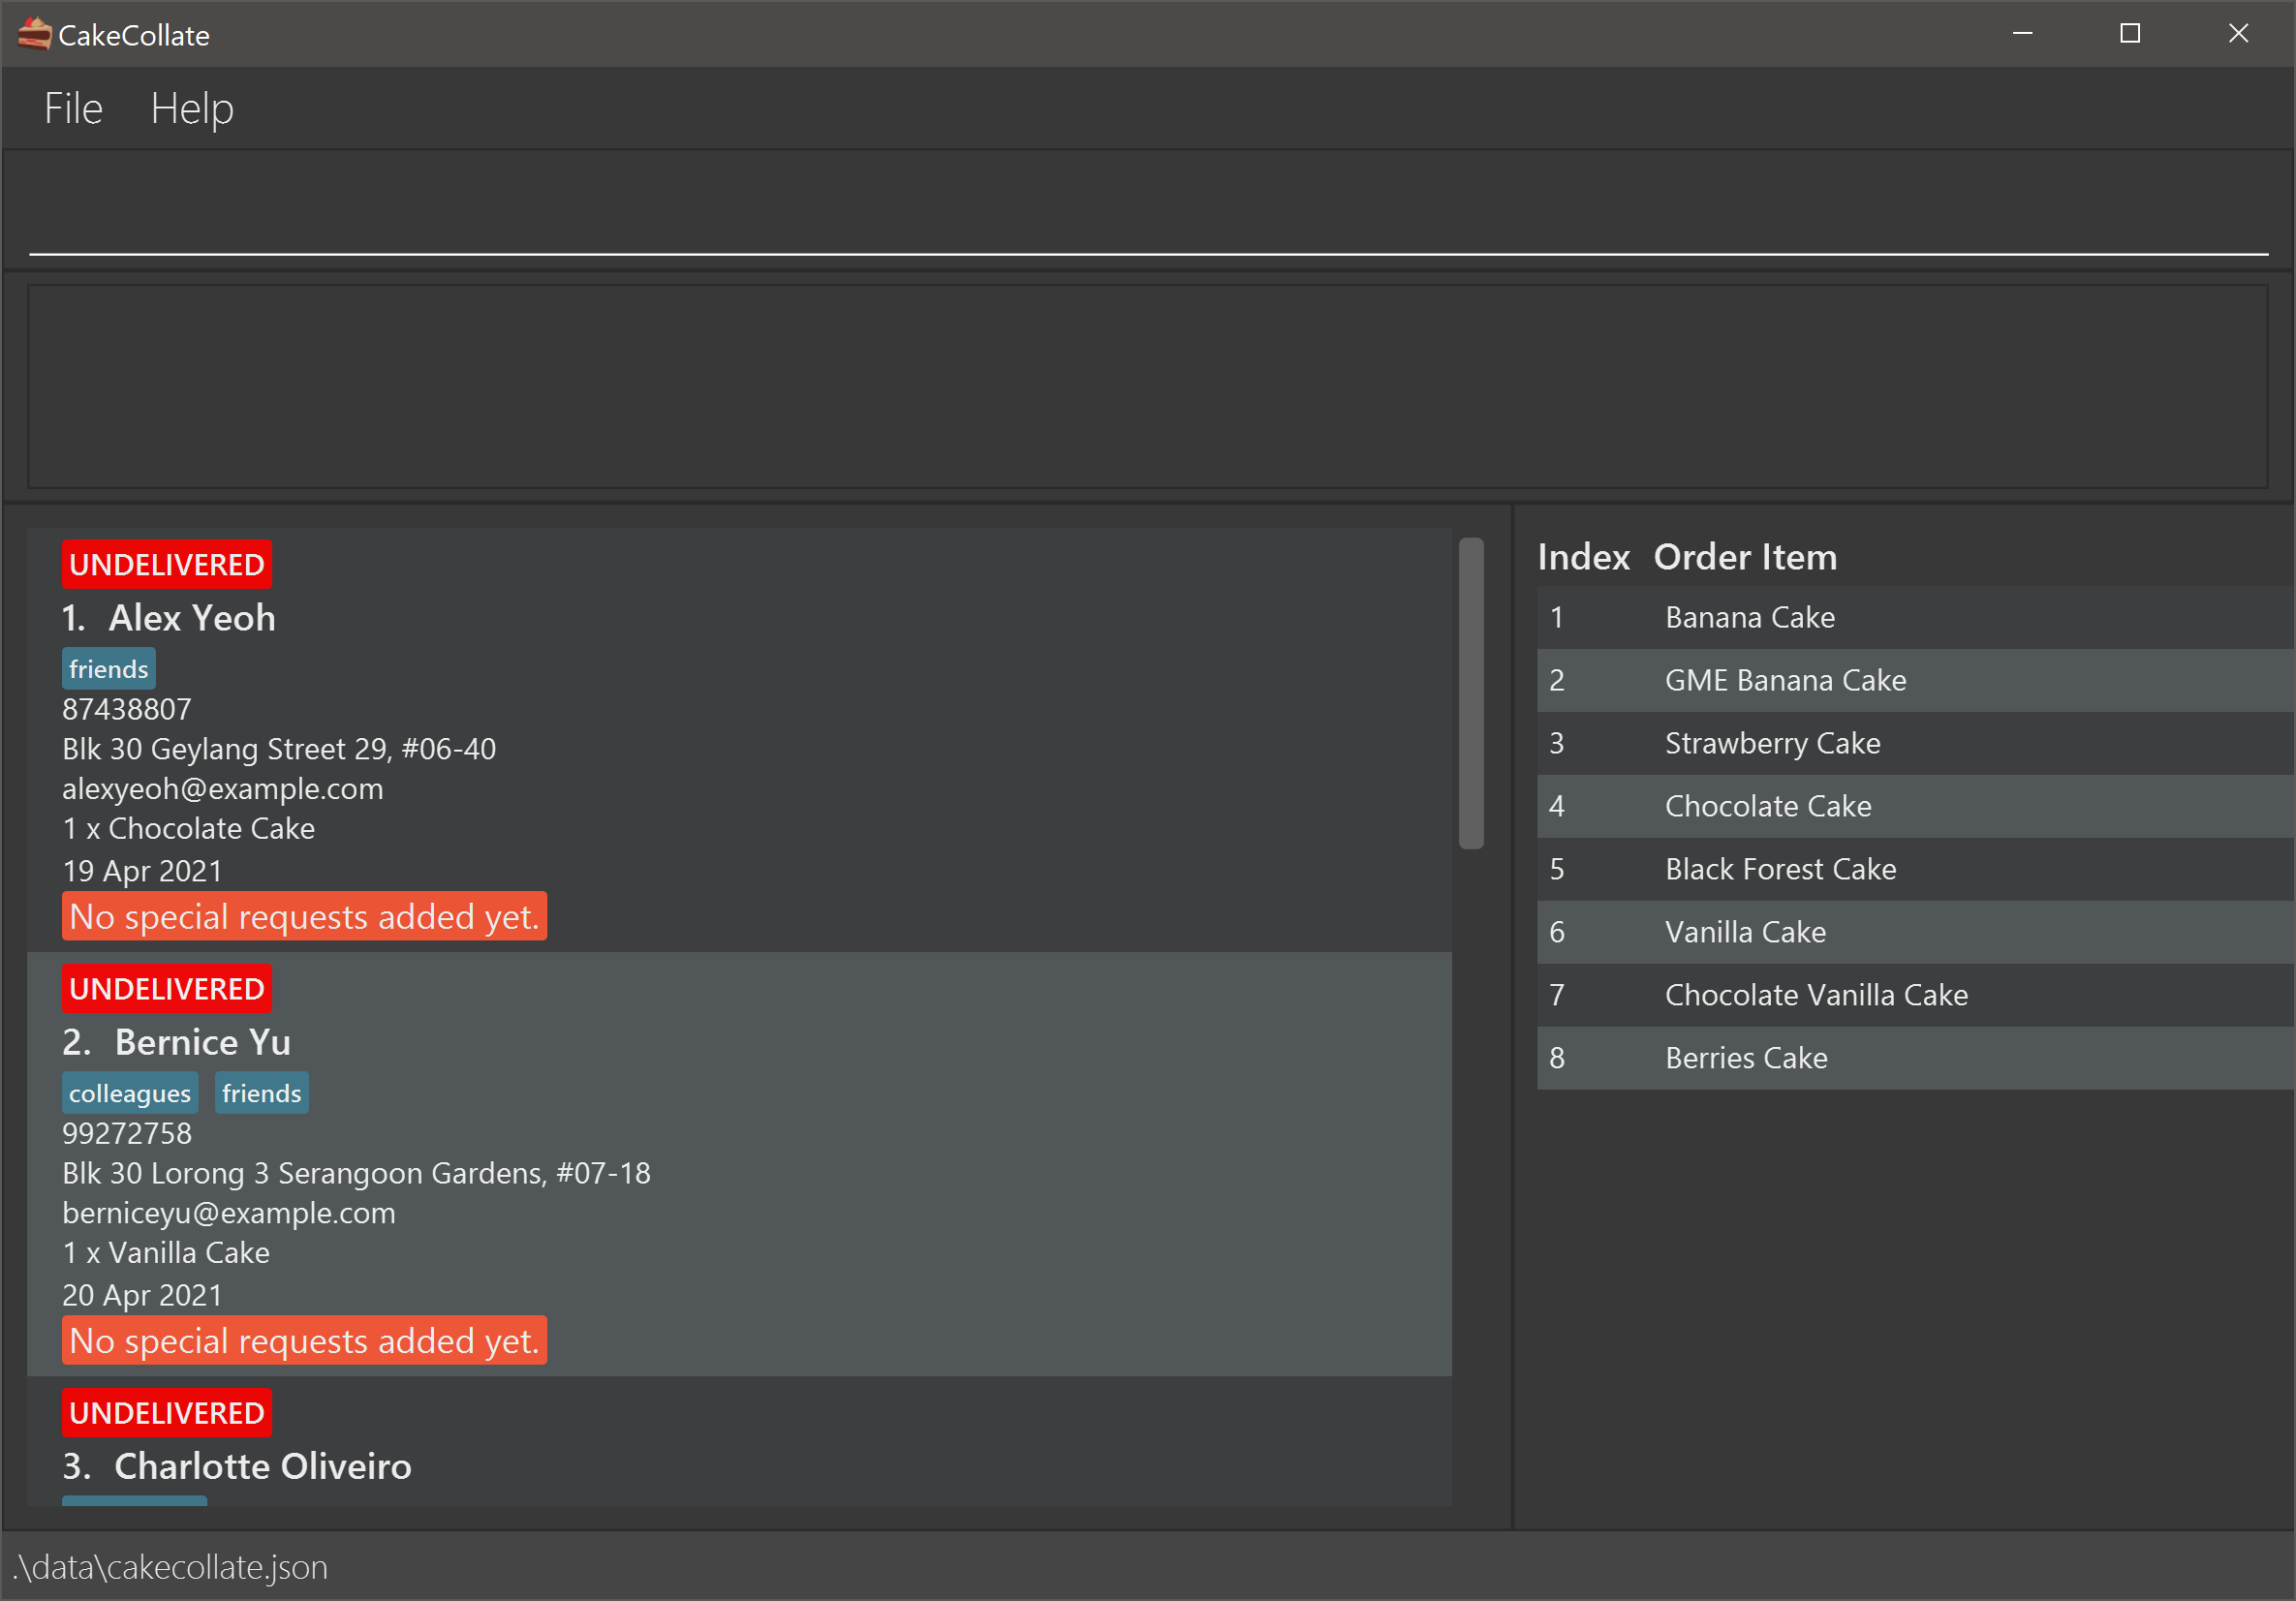 CakeCollate
File Help
UNDELIVERED
1. Alex Yeoh
friends
87438807
Blk 30 Geylang Street 29, #06-40
alexyeoh@example.com
1 x Chocolate Cake
19 Apr 2021
No special requests added yet.
UNDELIVERED
2. Bernice Yu
colleagues friends
99272758
Blk 30 Lorong 3 Serangoon Gardens, #07-18
berniceyu@example.com
1 x Vanilla Cake
20 Apr 2021
No special requests added yet.
UNDELIVERED
3. Charlotte Oliveiro
Index Order Item
1 Banana Cake
2 GME Banana Cake
3 Strawberry Cake
4 Chocolate Cake
5 Black Forest Cake
6 Vanilla Cake
7 Chocolate Vanilla Cake
8 Berries Cake
.\data\cakecollate.json